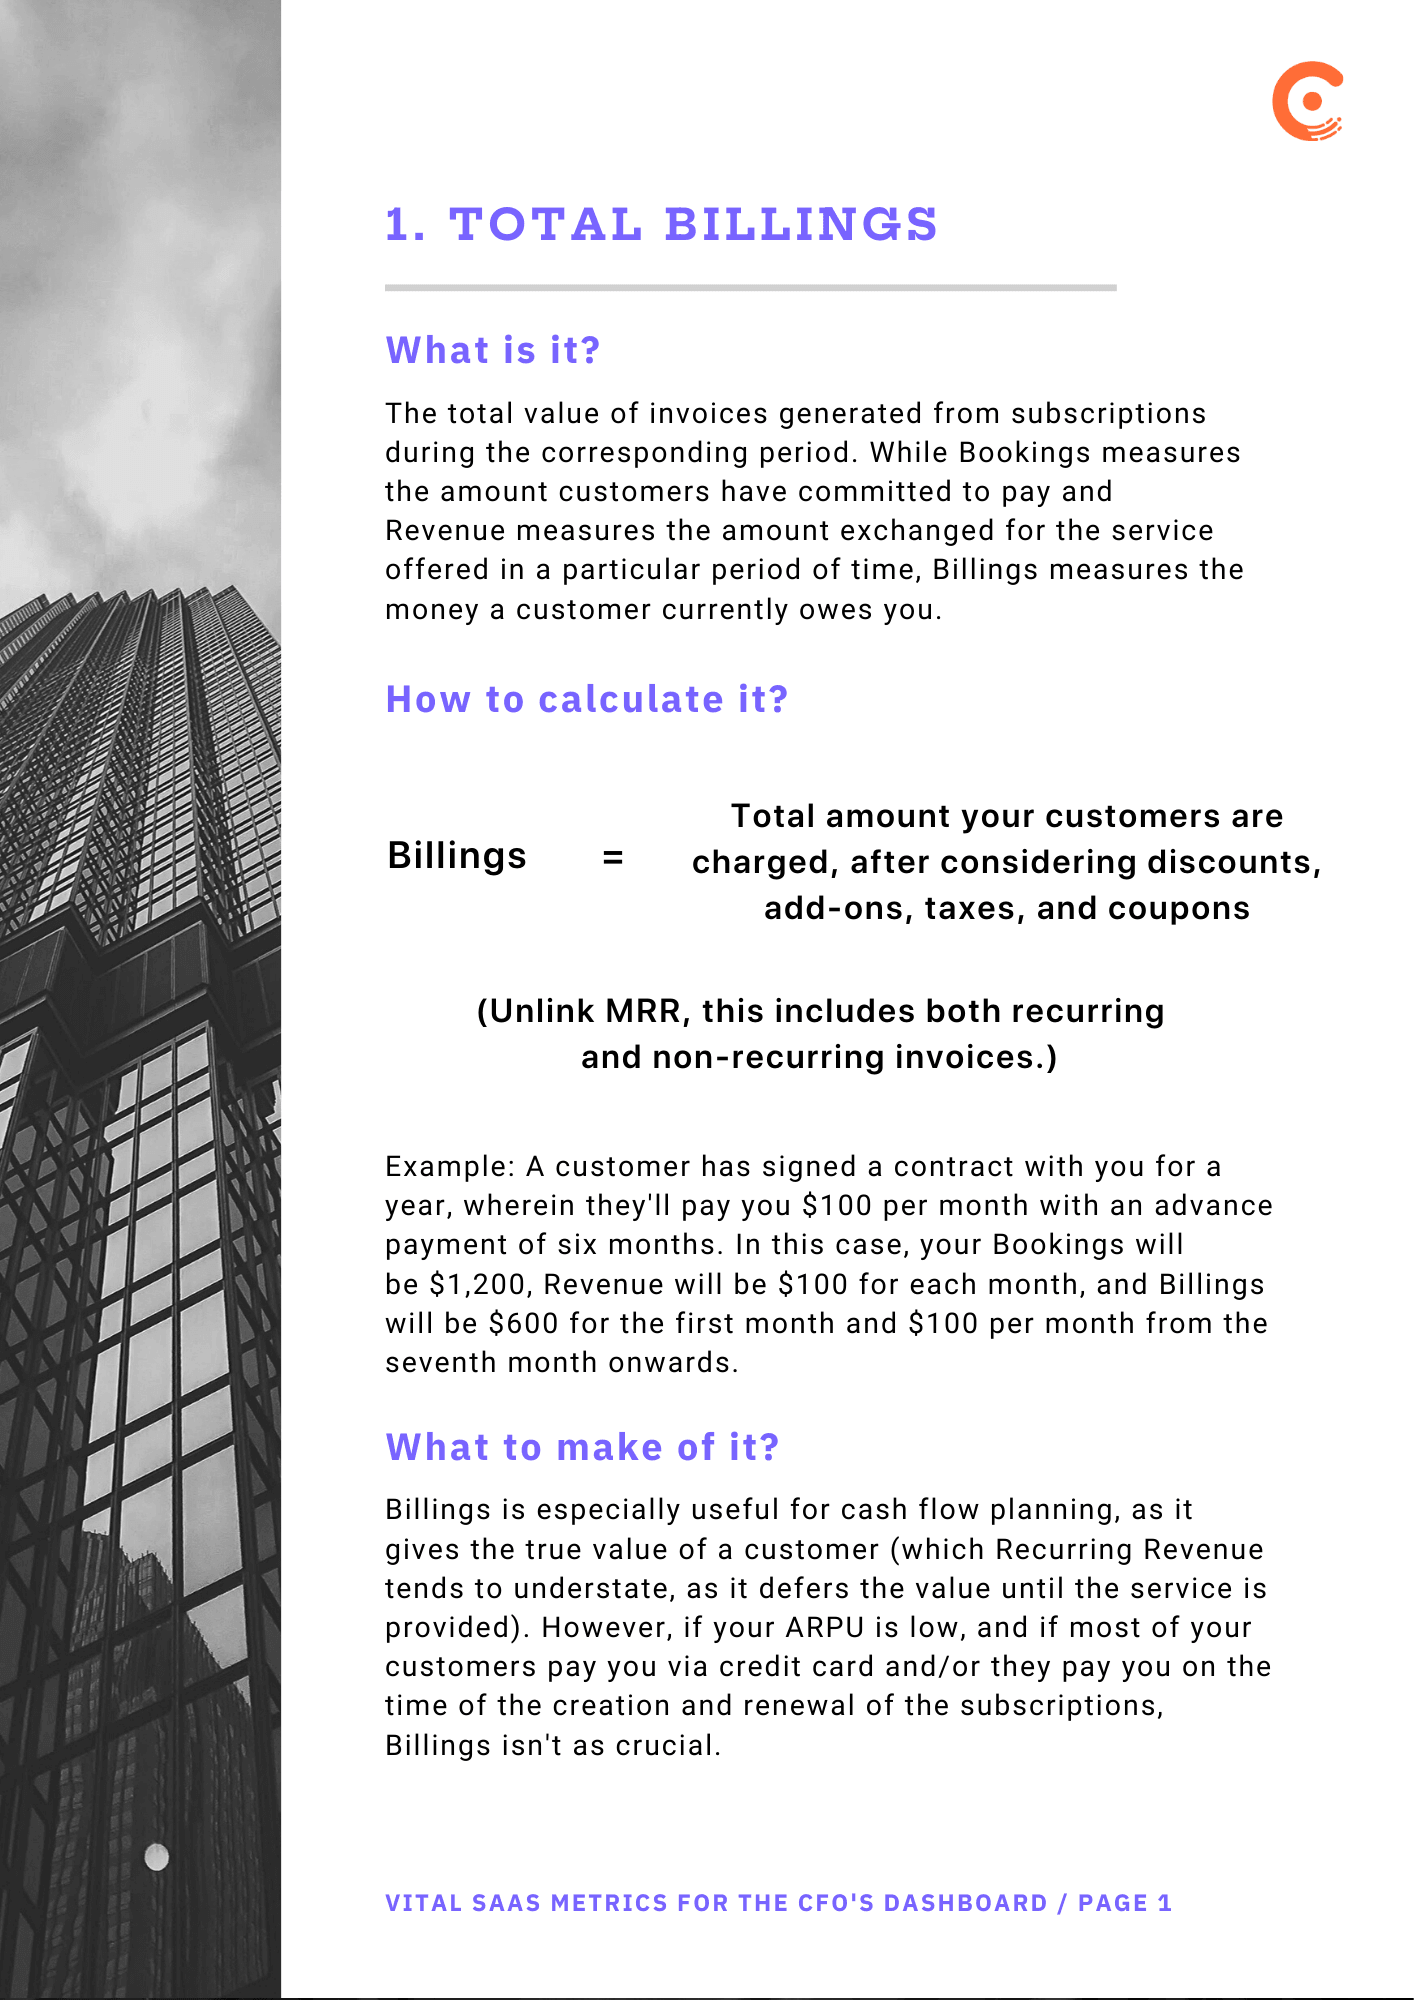 1. TOTAL BILLINGS
What is it?
The total value of invoices generated from subscriptions
during the corresponding period. While Bookings measures
the amount customers have committed to pay and
Revenue measures the amount exchanged for the service
offered in a particular period of time, Billings measures the
money a customer currently owes you.
How to calculate it?
Billings = Total amount your customers are
charged, after considering discounts,
add-ons, taxes, and coupons
(Unlink MRR, this includes both recurring
and non-recurring invoices.)
Example: A customer has signed a contract with you for a
year, wherein they'll pay you $100 per month with an advance
payment of six months. In this case, your Bookings will
be $1,200, Revenue will be $100 for each month, and Billings
will be $600 for the first month and $100 per month from the
seventh month onwards.
What to make of it?
Billings is especially useful for cash flow planning, as it
gives the true value of a customer (which Recurring Revenue
tends to understate, as it defers the value until the service is
provided). However, if your ARPU is low, and if most of your
customers pay you via credit card and/or they pay you on the
time of the creation and renewal of the subscriptions,
Billings isn't as crucial.
VITAL SAAS METRICS FOR THE CFO'S DASHBOARD / PAGE 1